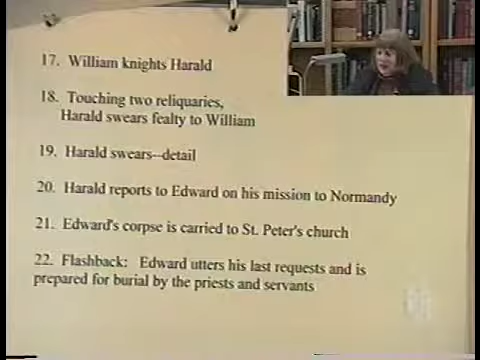 17. William knights Harald
18. Touching two reliquaries,
Harald swears fealty to William
19. Harald swears--detail
20. Harald reports to Edward on his mission to Normandy
21. Edward's corpse is carried to St. Peter's church
22. Flashback: Edward utters his last requests and is
prepared for burial by the priests and servants